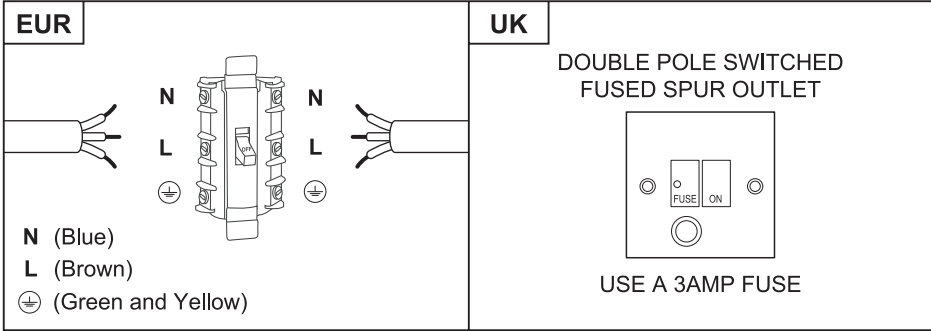 EUR
N
N
L
L
OFF
N (Blue)
L (Brown)
(Green and Yellow)
UK
DOUBLE POLE SWITCHED
FUSED SPUR OUTLET
FUSE
ON
USE A 3AMP FUSE